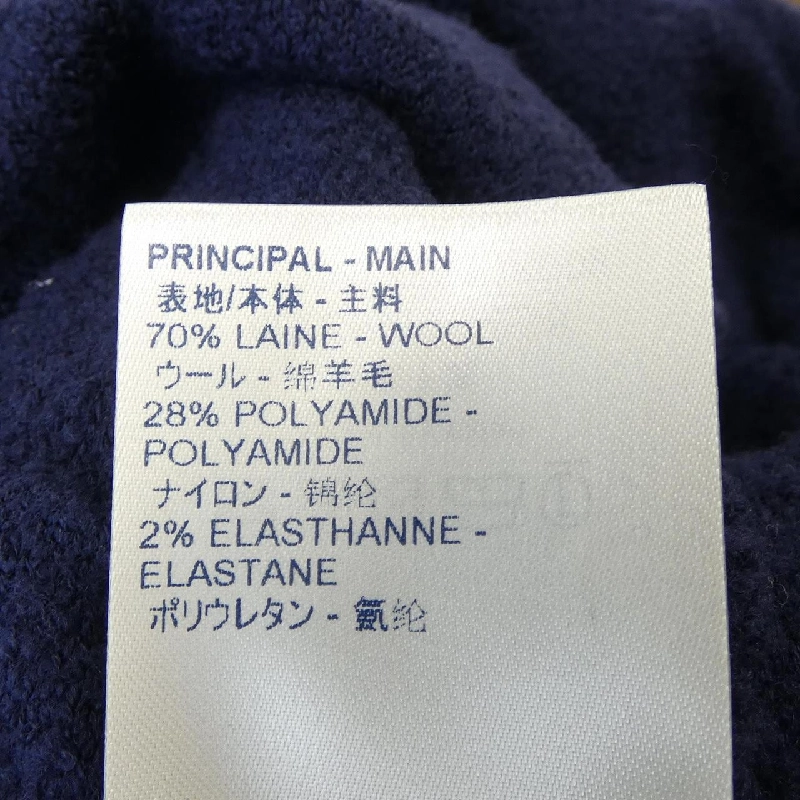 PRINCIPAL - MAIN
表地/本体 - 主料
70% LAINE - WOOL
ウール - 绵羊毛
28% POLYAMIDE -
POLYAMIDE
ナイロン - 锦纶
2% ELASTHANNE -
ELASTANE
ポリウレタン - 氨纶